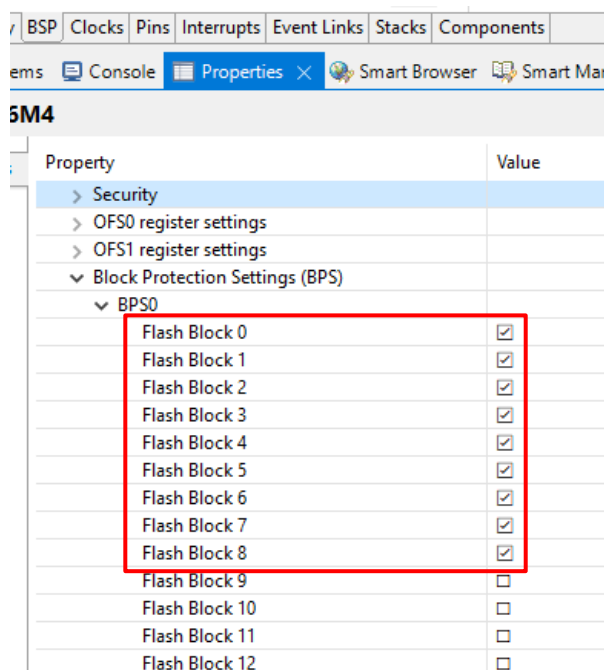 BSP Clocks Pins Interrupts Event Links Stacks Components
Console Properties Smart Browser Smart
6M4
Property Value
Security
OFS0 register settings
OFS1 register settings
Block Protection Settings (BPS)
BPS0
Flash Block 0
Flash Block 1
Flash Block 2
Flash Block 3
Flash Block 4
Flash Block 5
Flash Block 6
Flash Block 7
Flash Block 8
Flash Block 9
Flash Block 10
Flash Block 11
Flash Block 12